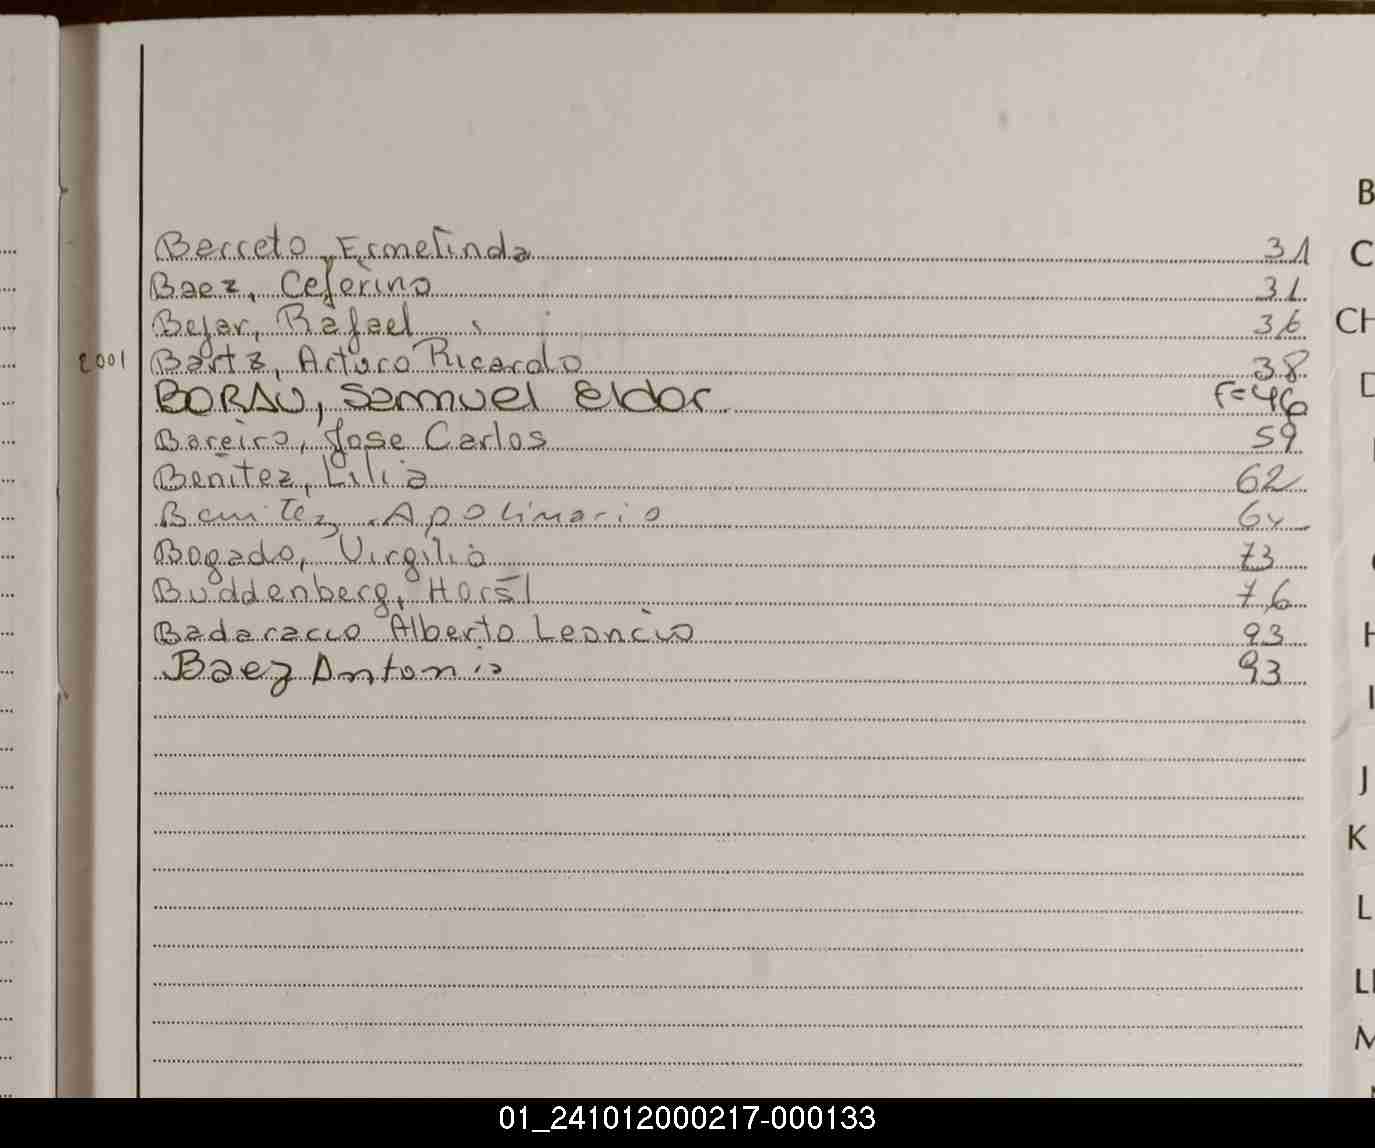 Berreto, Ermelinda 31
Baez, Ceferino 31
Bejar, Rafael 36
2001 Bartz, Arturo Ricardo 38
BORDU, Semmuel Eldor F=46
Bareiro, Jose Carlos 59
Benitez, Lilia 62
Benitez, Apolinario 64
Bogado, Virgilio 73
Buddenberg, Horst 76
Badaracco Alberto Leoncio 93
Baez Antonio 93
B
C
CH
D
H
I
J
K
L
LL
M
01_241012000217-000133